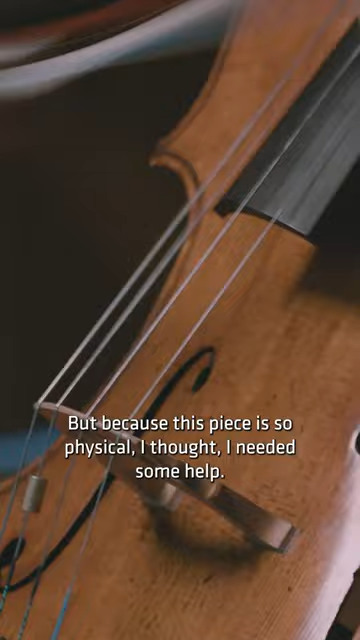 But because this piece is so
physical, I thought, I needed
some help.